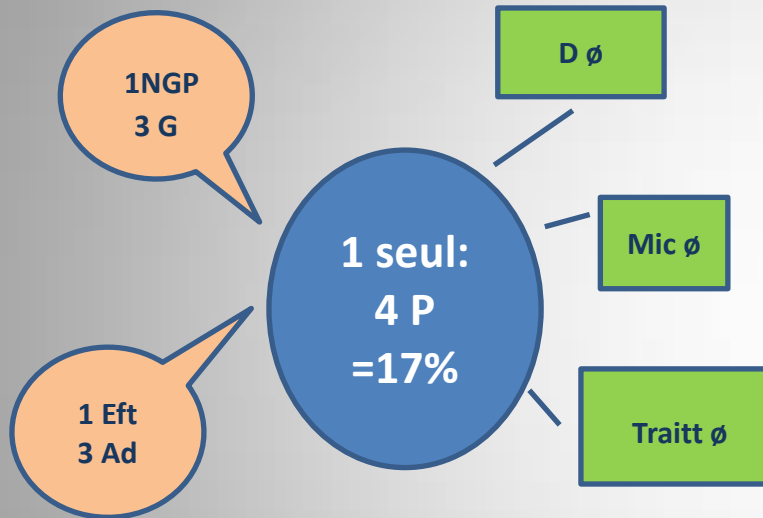 1NGP
3 G
D ø
1 seul:
4 P
=17%
Mic ø
1 Eft
3 Ad
Traitt ø